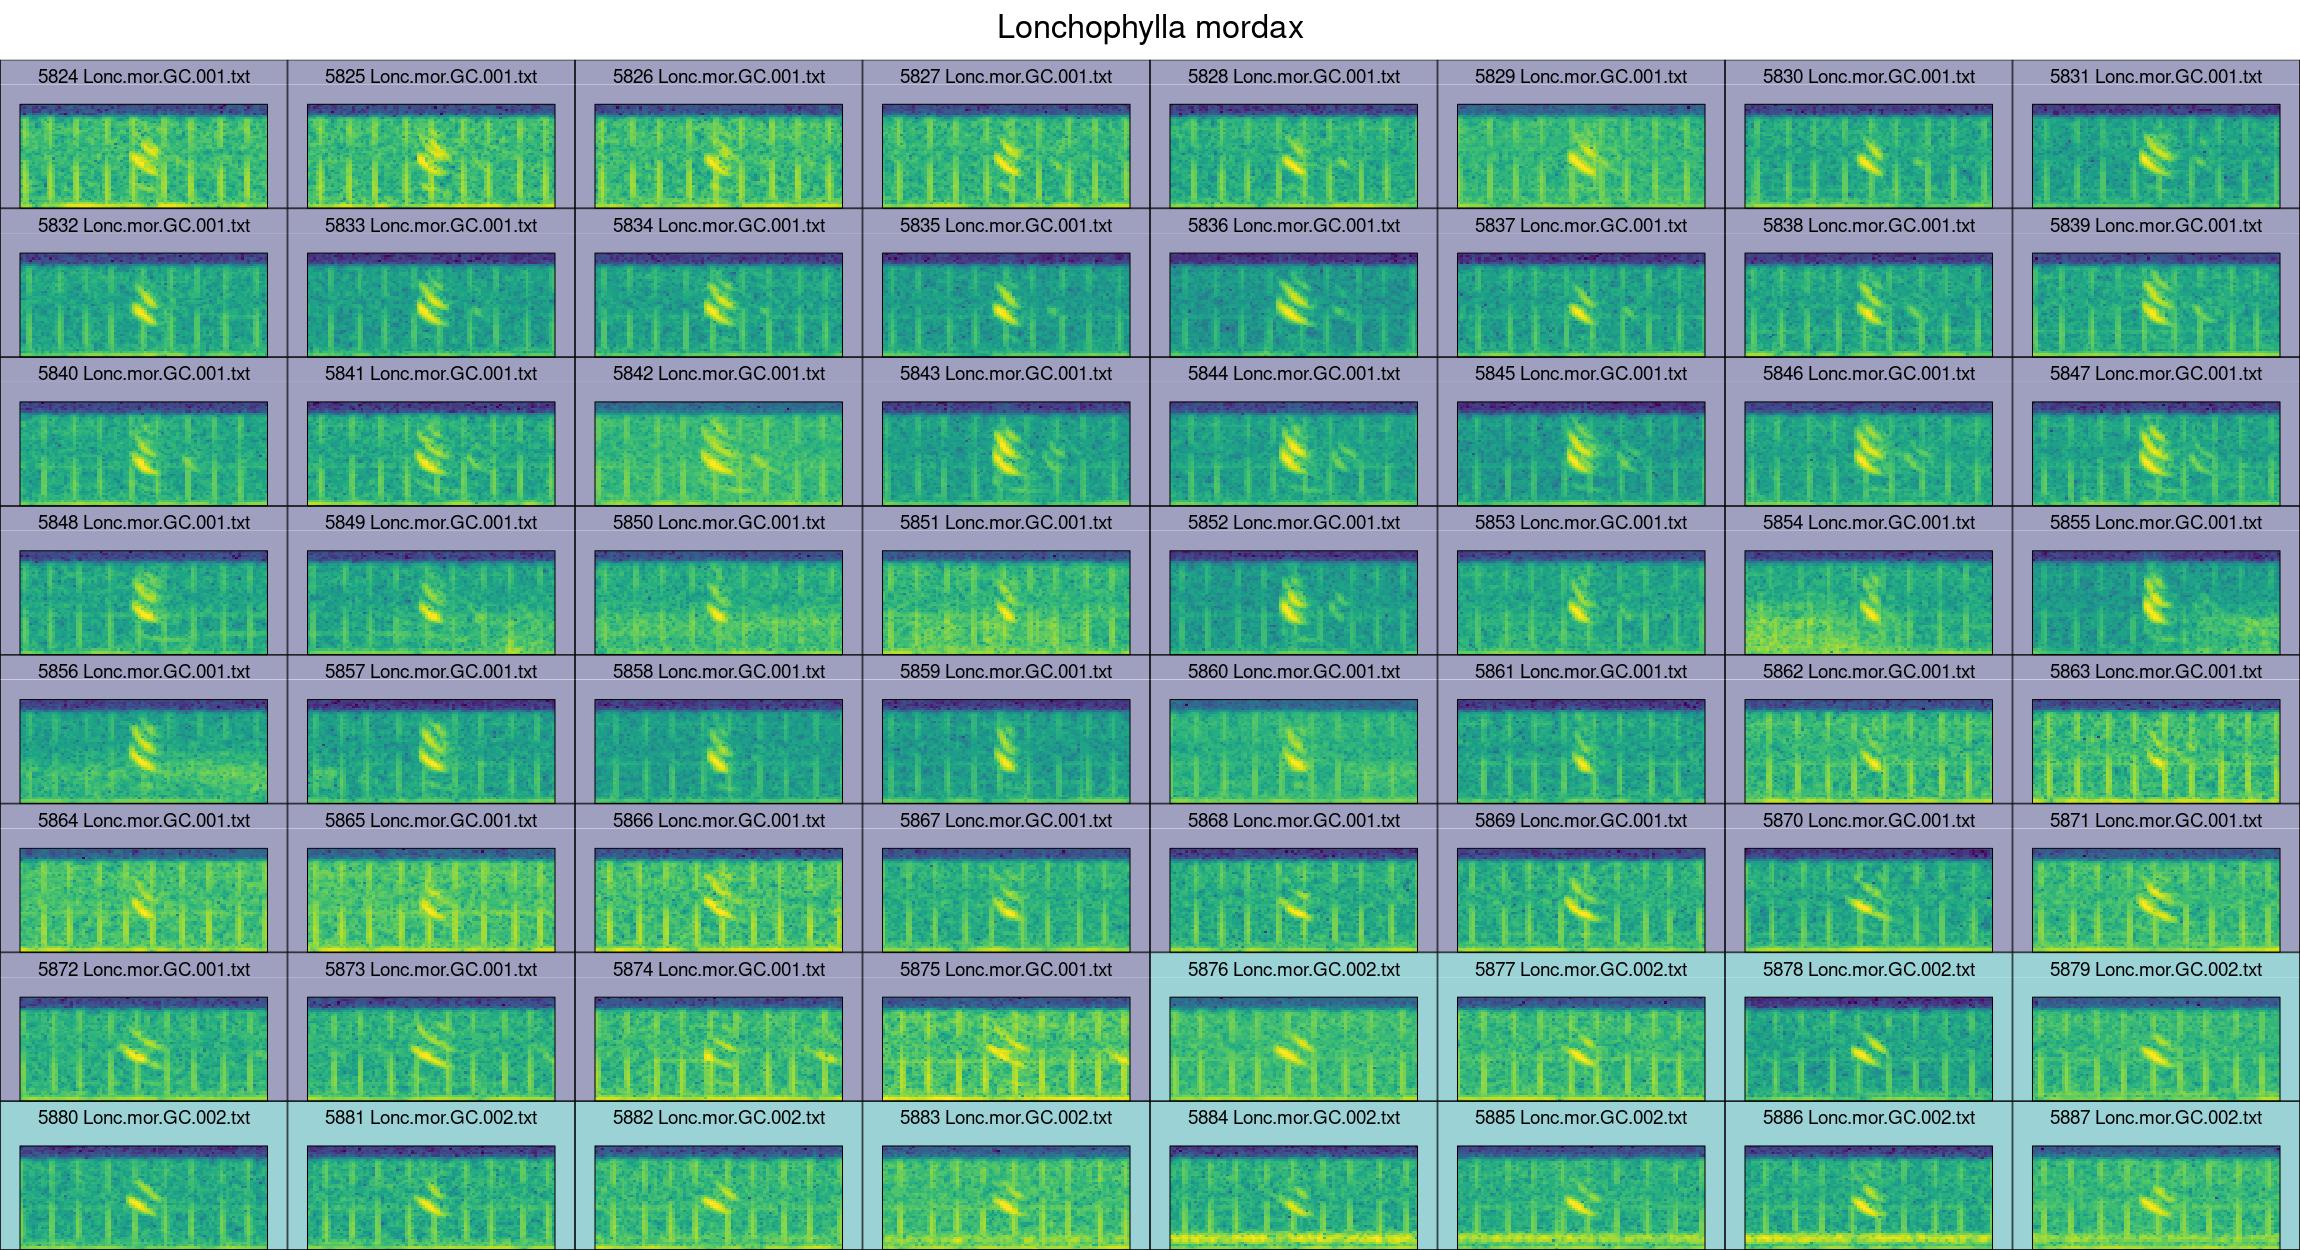 Lonchophylla mordax
5824 Lonc.mor.GC.001.txt 5825 Lonc.mor.GC.001.txt 5826 Lonc.mor.GC.001.txt 5827 Lonc.mor.GC.001.txt 5828 Lonc.mor.GC.001.txt 5829 Lonc.mor.GC.001.txt 5830 Lonc.mor.GC.001.txt 5831 Lonc.mor.GC.001.txt
5832 Lonc.mor.GC.001.txt 5833 Lonc.mor.GC.001.txt 5834 Lonc.mor.GC.001.txt 5835 Lonc.mor.GC.001.txt 5836 Lonc.mor.GC.001.txt 5837 Lonc.mor.GC.001.txt 5838 Lonc.mor.GC.001.txt 5839 Lonc.mor.GC.001.txt
5840 Lonc.mor.GC.001.txt 5841 Lonc.mor.GC.001.txt 5842 Lonc.mor.GC.001.txt 5843 Lonc.mor.GC.001.txt 5844 Lonc.mor.GC.001.txt 5845 Lonc.mor.GC.001.txt 5846 Lonc.mor.GC.001.txt 5847 Lonc.mor.GC.001.txt
5848 Lonc.mor.GC.001.txt 5849 Lonc.mor.GC.001.txt 5850 Lonc.mor.GC.001.txt 5851 Lonc.mor.GC.001.txt 5852 Lonc.mor.GC.001.txt 5853 Lonc.mor.GC.001.txt 5854 Lonc.mor.GC.001.txt 5855 Lonc.mor.GC.001.txt
5856 Lonc.mor.GC.001.txt 5857 Lonc.mor.GC.001.txt 5858 Lonc.mor.GC.001.txt 5859 Lonc.mor.GC.001.txt 5860 Lonc.mor.GC.001.txt 5861 Lonc.mor.GC.001.txt 5862 Lonc.mor.GC.001.txt 5863 Lonc.mor.GC.001.txt
5864 Lonc.mor.GC.001.txt 5865 Lonc.mor.GC.001.txt 5866 Lonc.mor.GC.001.txt 5867 Lonc.mor.GC.001.txt 5868 Lonc.mor.GC.001.txt 5869 Lonc.mor.GC.001.txt 5870 Lonc.mor.GC.001.txt 5871 Lonc.mor.GC.001.txt
5872 Lonc.mor.GC.001.txt 5873 Lonc.mor.GC.001.txt 5874 Lonc.mor.GC.001.txt 5875 Lonc.mor.GC.001.txt 5876 Lonc.mor.GC.002.txt 5877 Lonc.mor.GC.002.txt 5878 Lonc.mor.GC.002.txt 5879 Lonc.mor.GC.002.txt
5880 Lonc.mor.GC.002.txt 5881 Lonc.mor.GC.002.txt 5882 Lonc.mor.GC.002.txt 5883 Lonc.mor.GC.002.txt 5884 Lonc.mor.GC.002.txt 5885 Lonc.mor.GC.002.txt 5886 Lonc.mor.GC.002.txt 5887 Lonc.mor.GC.002.txt